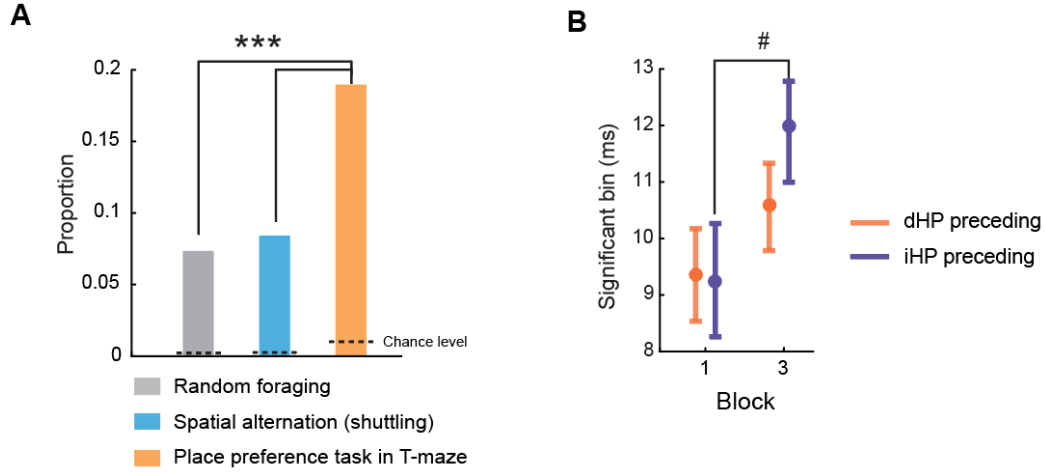 A
***
0.2
0.15
0.1
0.05
0
Proportion
Chance level
Random foraging
Spatial alternation (shuttling)
Place preference task in T-maze
B
#
13
12
11
10
9
8
Significant bin (ms)
1 3
Block
dHP preceding
iHP preceding